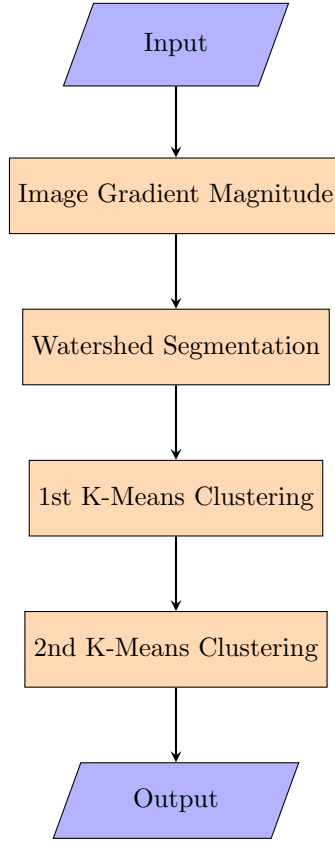 Input
Image Gradient Magnitude
Watershed Segmentation
1st K-Means Clustering
2nd K-Means Clustering
Output